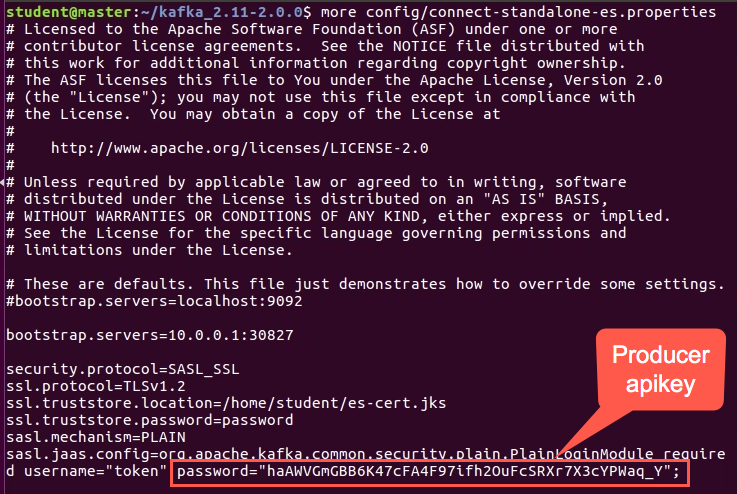 student@master:~/kafka_2.11-2.0.0$ more config/connect-standalone-es.properties
# Licensed to the Apache Software Foundation (ASF) under one or more
# contributor license agreements.  See the NOTICE file distributed with
# this work for additional information regarding copyright ownership.
# The ASF licenses this file to You under the Apache License, Version 2.0
# (the "License"); you may not use this file except in compliance with
# the License.  You may obtain a copy of the License at
#
#    http://www.apache.org/licenses/LICENSE-2.0
#
# Unless required by applicable law or agreed to in writing, software
# distributed under the License is distributed on an "AS IS" BASIS,
# WITHOUT WARRANTIES OR CONDITIONS OF ANY KIND, either express or implied.
# See the License for the specific language governing permissions and
# limitations under the License.

# These are defaults. This file just demonstrates how to override some settings.
#bootstrap.servers=localhost:9092

bootstrap.servers=10.0.0.1:30827

security.protocol=SASL_SSL
ssl.protocol=TLSv1.2
ssl.truststore.location=/home/student/es-cert.jks
ssl.truststore.password=password
sasl.mechanism=PLAIN
sasl.jaas.config=org.apache.kafka.common.security.plain.PlainLoginModule require
d username="token" password="haAWVGmGBB6K47cFA4F97ifh2OuFcSRXr7X3cYPWaq_Y";
Producer
apikey